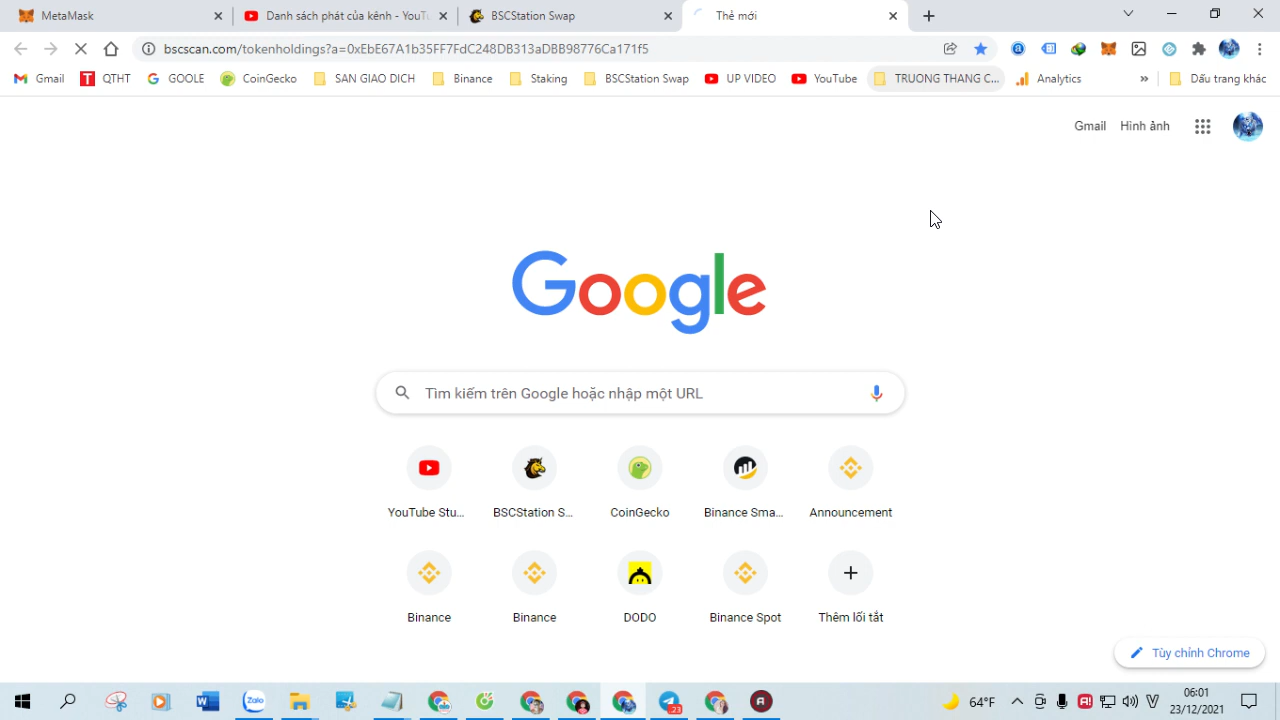 MetaMask
Danh sách phát của kênh - YouTu
BSCStation Swap
Thẻ mới
bscscan.com/tokenholdings?a=0xEbE67A1b35FF7FdC248DB313aDBB98776Ca171f5
Gmail
QTHT
GOOLE
CoinGecko
SAN GIAO DICH
Binance
Staking
BSCStation Swap
UP VIDEO
YouTube
TRUONG THANG C...
Analytics
»
Dấu trang khác
Gmail
Hình ảnh
Google
Tìm kiếm trên Google hoặc nhập một URL
YouTube Stu...
BSCStation S...
CoinGecko
Binance Sma...
Announcement
Binance
Binance
DODO
Binance Spot
Thêm lối tắt
Tùy chỉnh Chrome
Zalo
23
64°F
06:01
23/12/2021